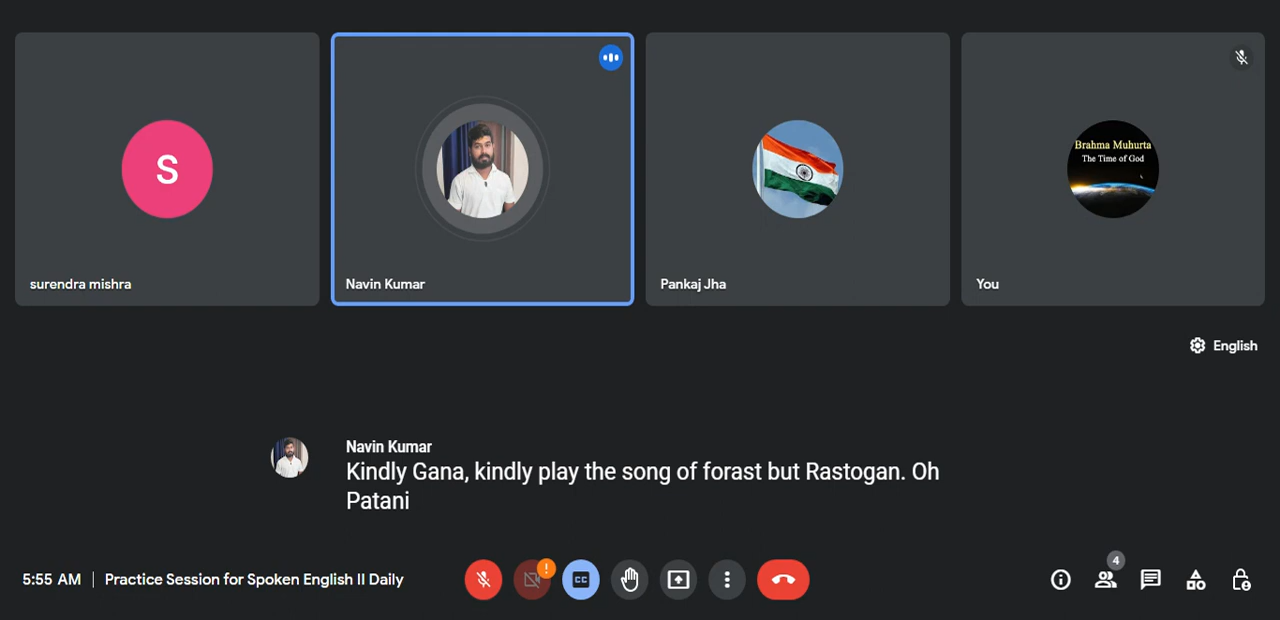 S
surendra mishra
Navin Kumar
Pankaj Jha
Brahma Muhurta
The Time of God
You
English
Navin Kumar
Kindly Gana, kindly play the song of forast but Rastogan. Oh
Patani
5:55 AM | Practice Session for Spoken English II Daily
!
CC
4